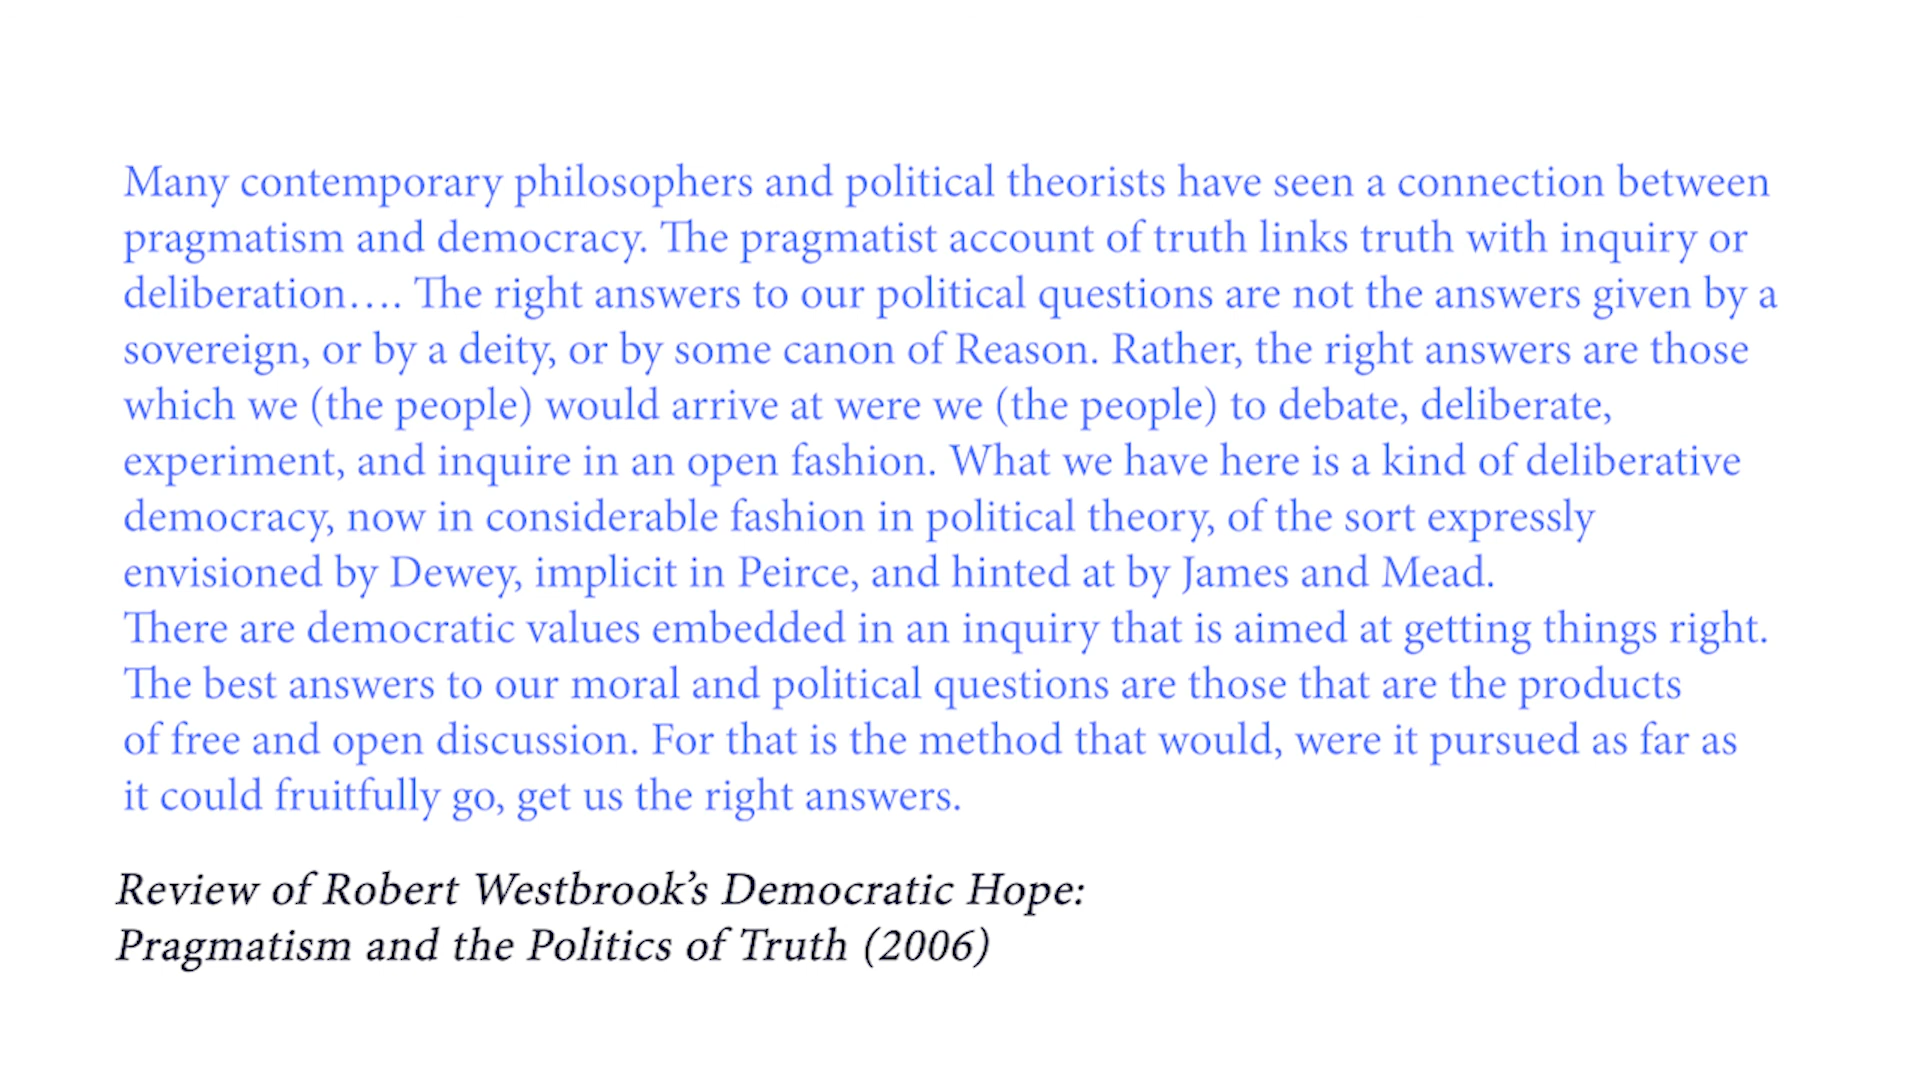 Many contemporary philosophers and political theorists have seen a connection between
pragmatism and democracy. The pragmatist account of truth links truth with inquiry or
deliberation…. The right answers to our political questions are not the answers given by a
sovereign, or by a deity, or by some canon of Reason. Rather, the right answers are those
which we (the people) would arrive at were we (the people) to debate, deliberate,
experiment, and inquire in an open fashion. What we have here is a kind of deliberative
democracy, now in considerable fashion in political theory, of the sort expressly
envisioned by Dewey, implicit in Peirce, and hinted at by James and Mead.
There are democratic values embedded in an inquiry that is aimed at getting things right.
The best answers to our moral and political questions are those that are the products
of free and open discussion. For that is the method that would, were it pursued as far as
it could fruitfully go, get us the right answers.
Review of Robert Westbrook’s Democratic Hope:
Pragmatism and the Politics of Truth (2006)